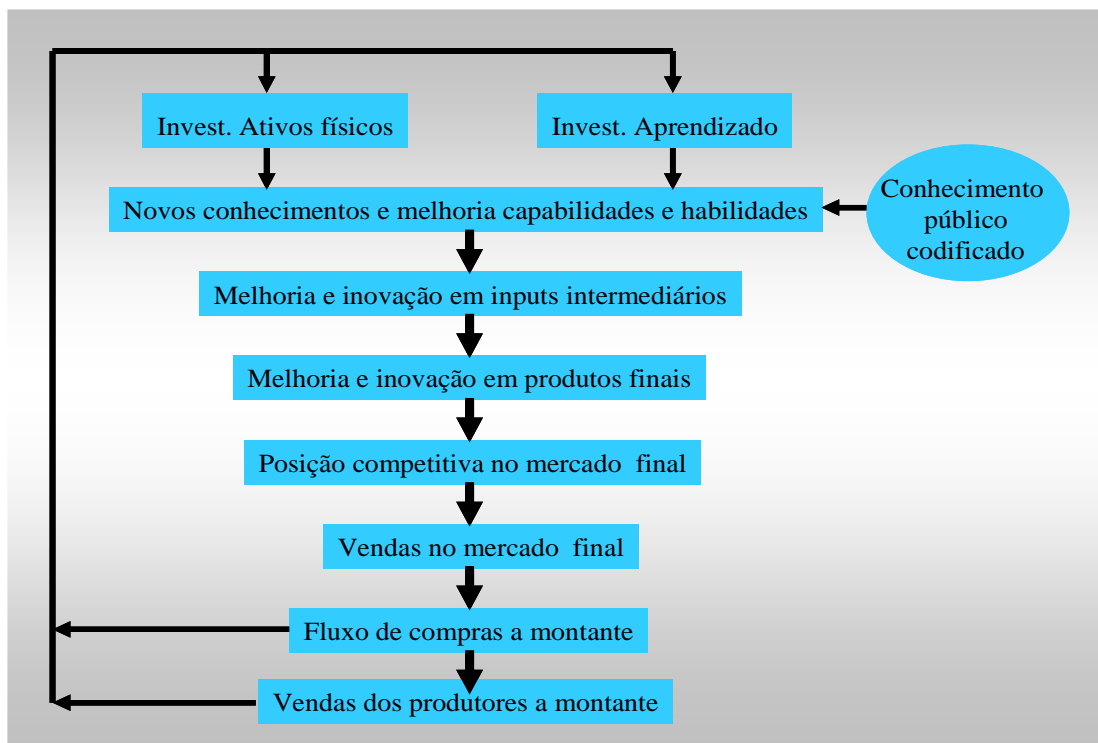 Invest. Ativos físicos
Invest. Aprendizado
Conhecimento
público
codificado
Novos conhecimentos e melhoria capabilidades e habilidades
Melhoria e inovação em inputs intermediários
Melhoria e inovação em produtos finais
Posição competitiva no mercado final
Vendas no mercado final
Fluxo de compras a montante
Vendas dos produtores a montante